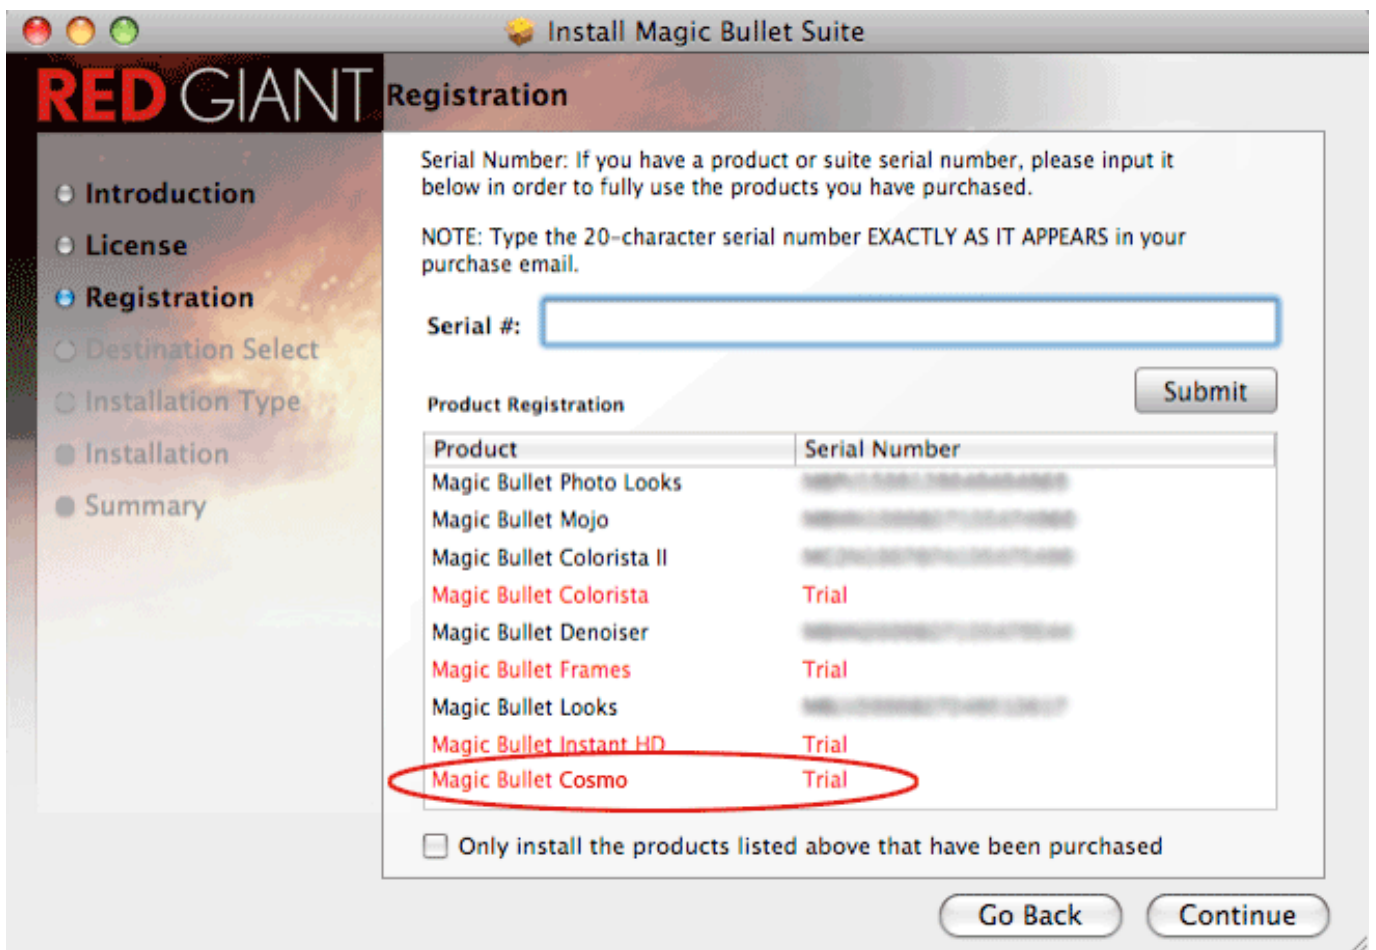 Install Magic Bullet Suite
RED GIANT
Registration
Introduction
License
Registration
Destination Select
Installation Type
Installation
Summary
Serial Number: If you have a product or suite serial number, please input it
below in order to fully use the products you have purchased.
NOTE: Type the 20-character serial number EXACTLY AS IT APPEARS in your
purchase email.
Serial #:
Submit
Product Registration
Product Serial Number
Magic Bullet Photo Looks
Magic Bullet Mojo
Magic Bullet Colorista II
Magic Bullet Colorista Trial
Magic Bullet Denoiser
Magic Bullet Frames Trial
Magic Bullet Looks
Magic Bullet Instant HD Trial
Magic Bullet Cosmo Trial
Only install the products listed above that have been purchased
Go Back Continue